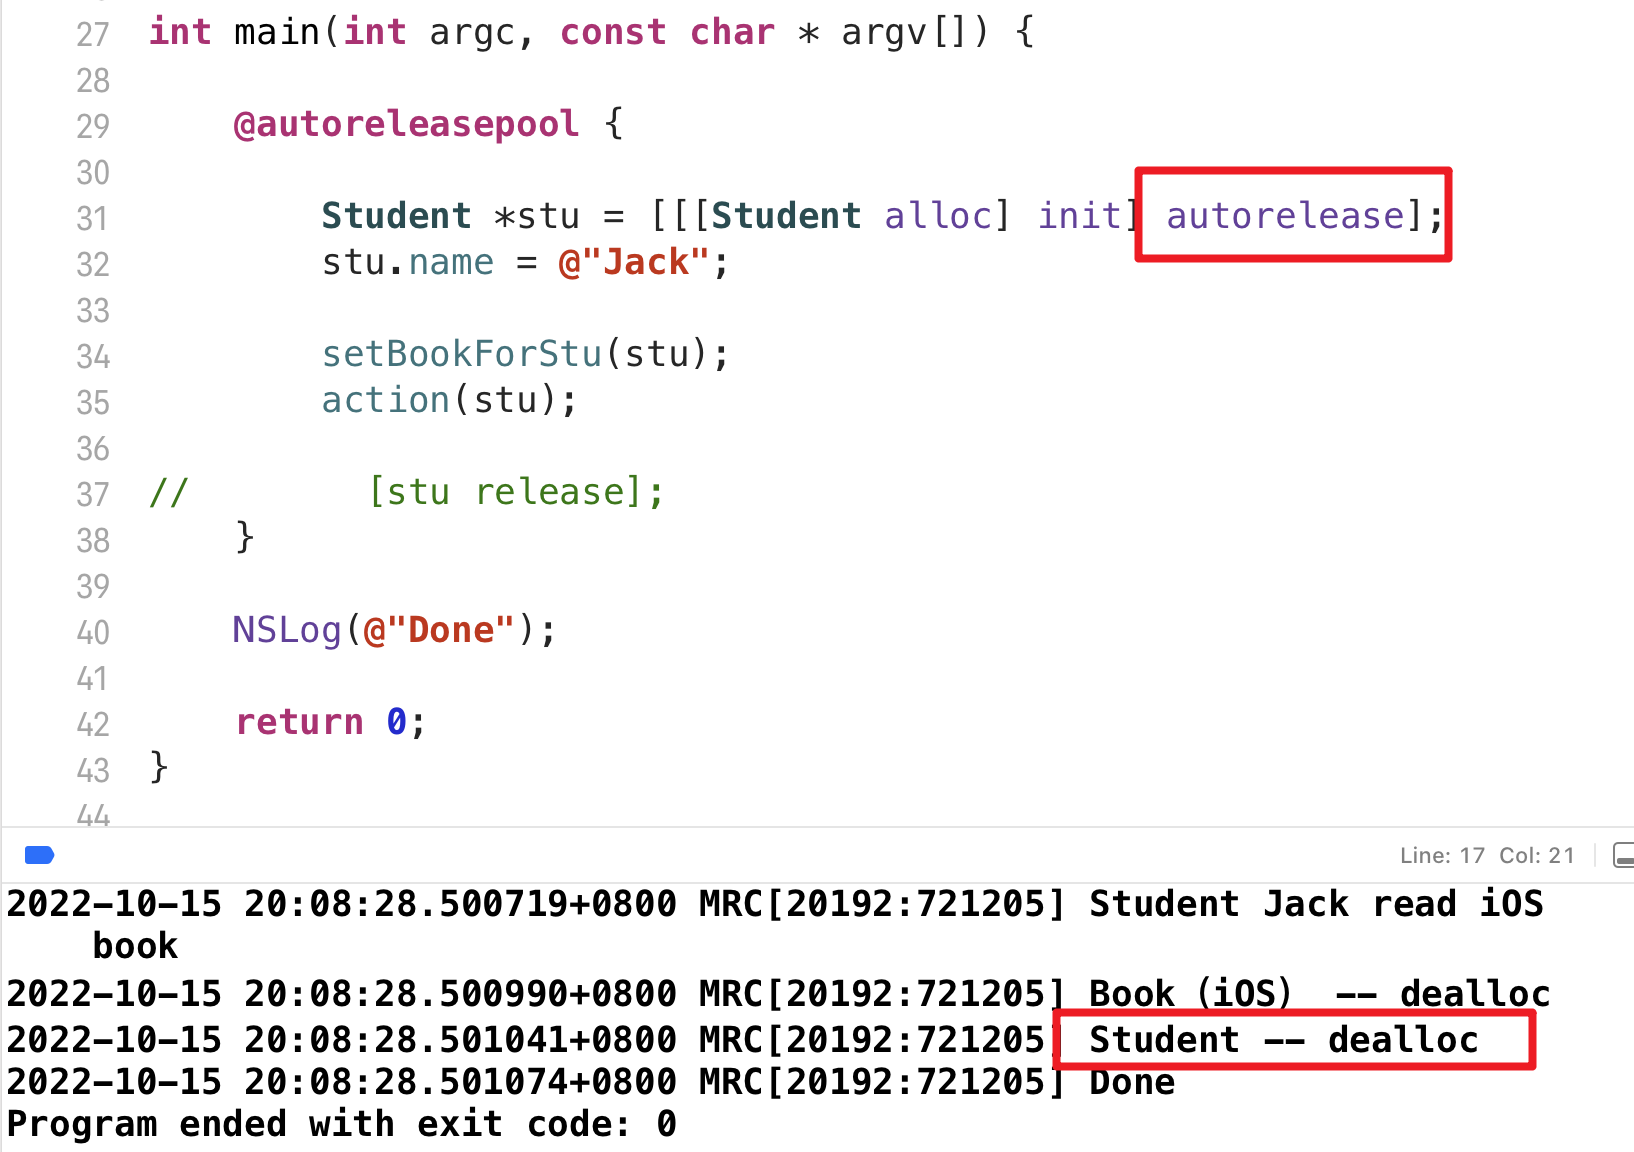 27 int main(int argc, const char * argv[]) {
28
29 @autoreleasepool {
30
31 Student *stu = [[[Student alloc] init] autorelease];
32 stu.name = @"Jack";
33
34 setBookForStu(stu);
35 action(stu);
36
37 // [stu release];
38 }
39
40 NSLog(@"Done");
41
42 return 0;
43 }
44
Line: 17 Col: 21
2022-10-15 20:08:28.500719+0800 MRC[20192:721205] Student Jack read iOS
book
2022-10-15 20:08:28.500990+0800 MRC[20192:721205] Book（iOS） -- dealloc
2022-10-15 20:08:28.501041+0800 MRC[20192:721205] Student -- dealloc
2022-10-15 20:08:28.501074+0800 MRC[20192:721205] Done
Program ended with exit code: 0